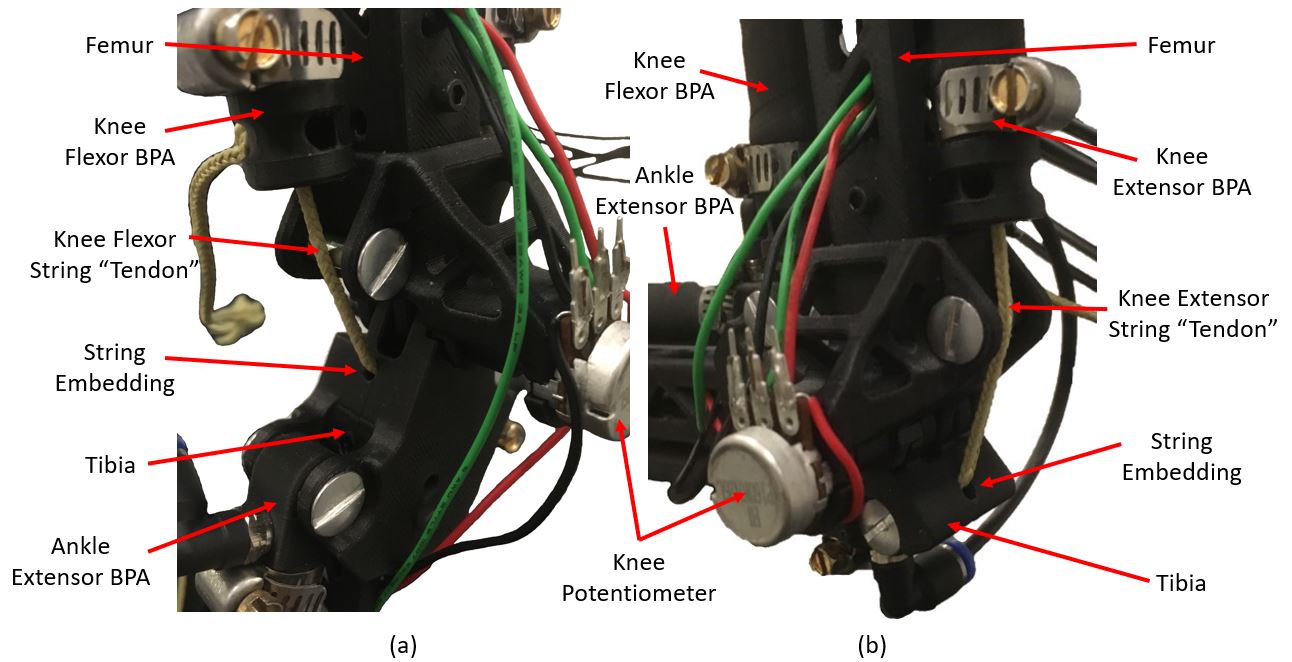 Femur
Knee
Flexor BPA
Knee Flexor
String “Tendon”
String
Embedding
Tibia
Ankle
Extensor BPA
Knee
Flexor BPA
Ankle
Extensor BPA
Femur
Knee
Extensor BPA
Knee Extensor
String “Tendon”
String
Embedding
Tibia
Knee
Potentiometer
(a)
(b)